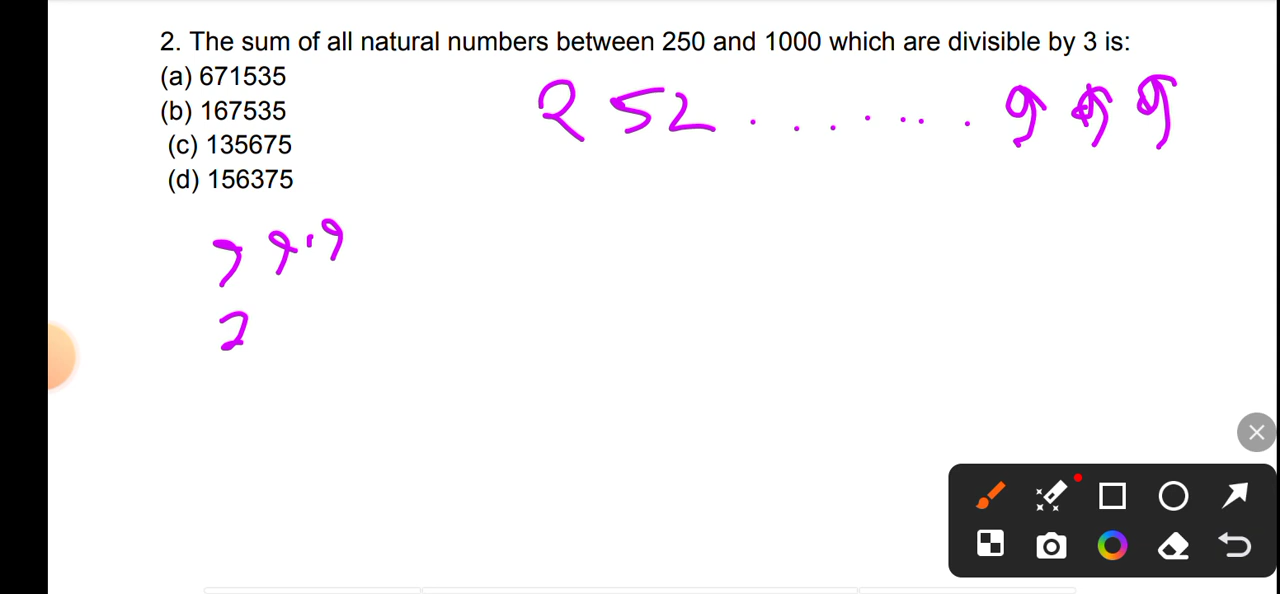 2. The sum of all natural numbers between 250 and 1000 which are divisible by 3 is:
(a) 671535
(b) 167535
(c) 135675
(d) 156375
252 . . . . . . . 999